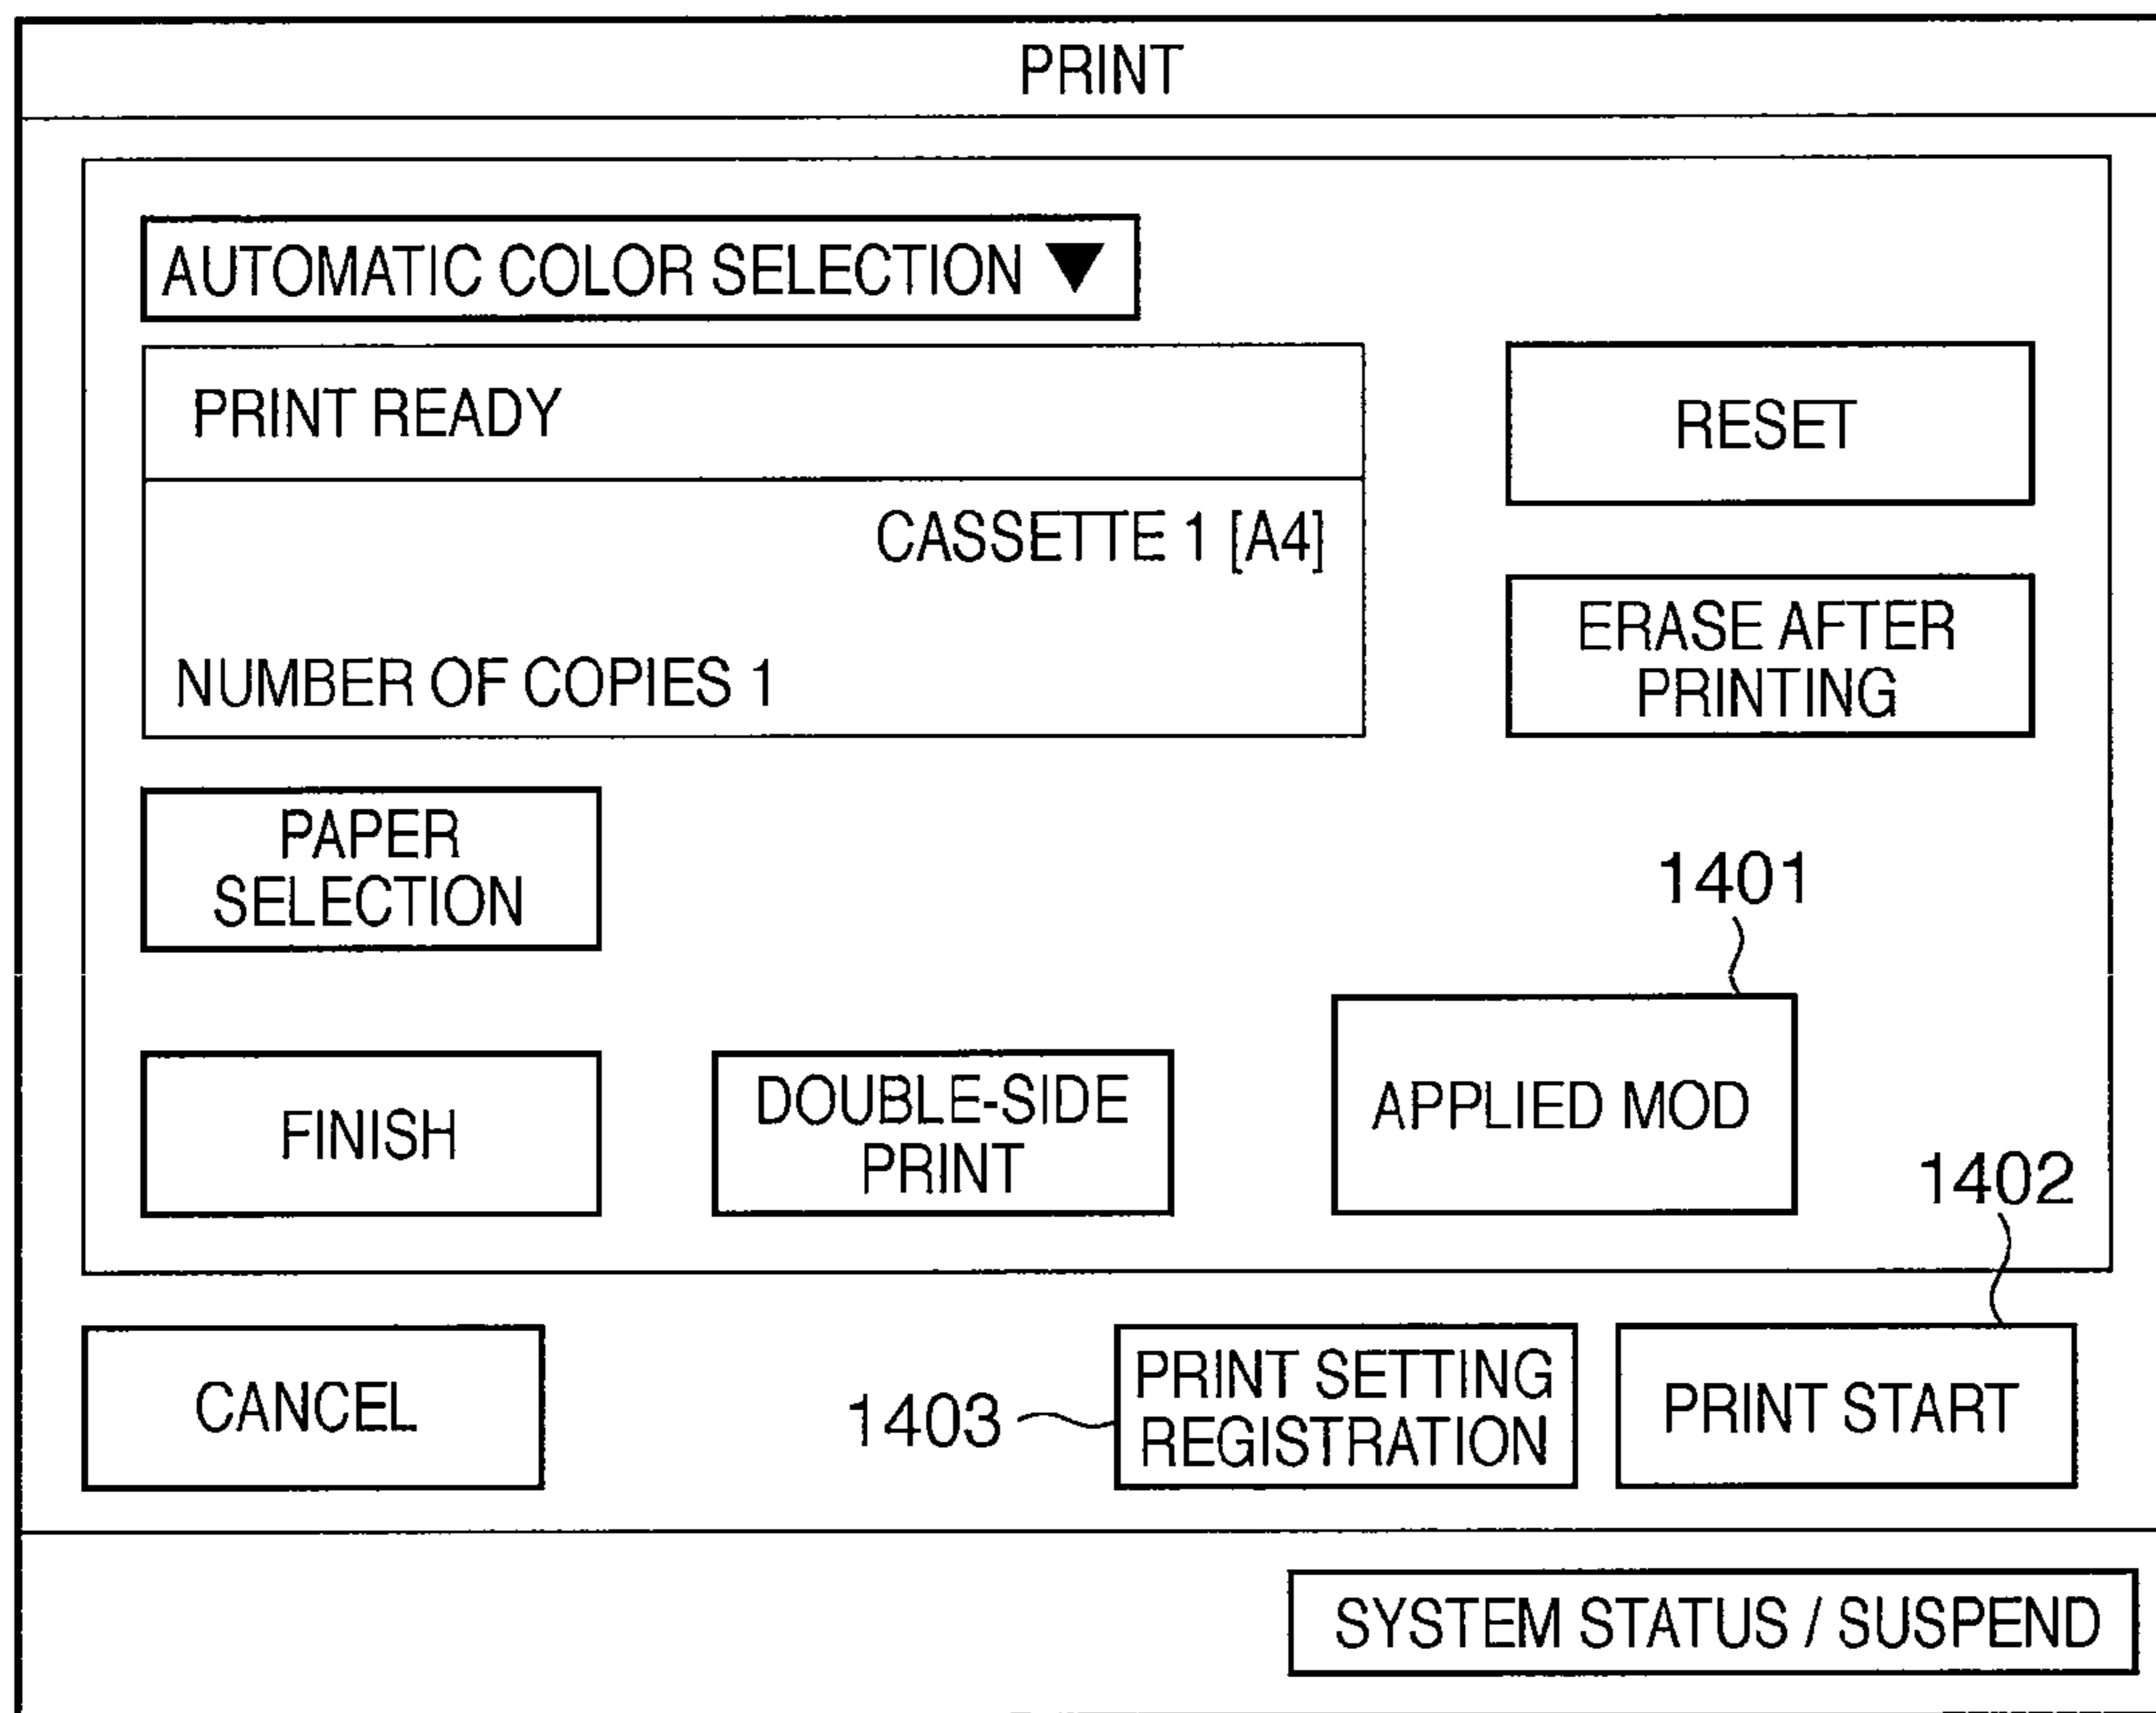 PRINT
AUTOMATIC COLOR SELECTION ▼
PRINT READY
CASSETTE 1 [A4]
NUMBER OF COPIES 1
RESET
ERASE AFTER
PRINTING
PAPER
SELECTION
1401
FINISH
DOUBLE-SIDE
PRINT
APPLIED MOD
1402
CANCEL
1403
PRINT SETTING
REGISTRATION
PRINT START
SYSTEM STATUS / SUSPEND